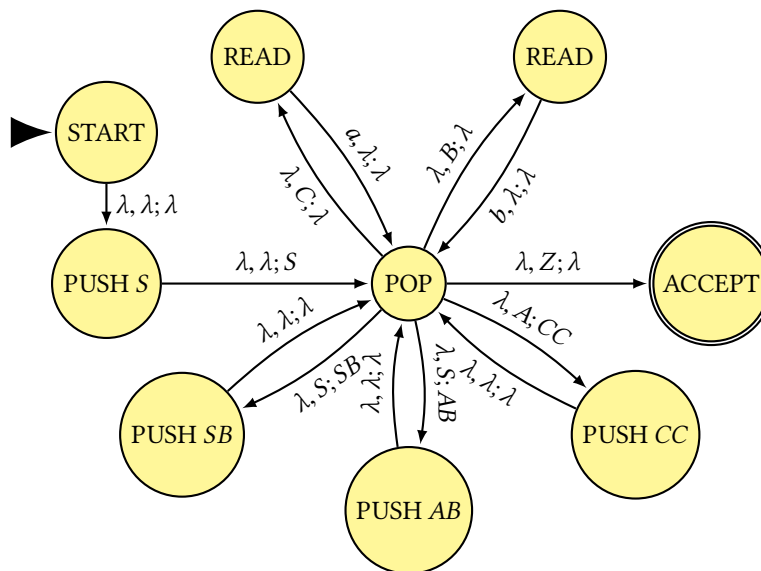 READ
READ
START
a, λ; λ
λ, C; λ
λ, B; λ
b, λ; λ
λ, λ; λ
PUSH S
λ, λ; S
POP
λ, Z; λ
ACCEPT
λ, λ; λ
λ, S; SB
λ, λ; λ
λ, S; AB
λ, A; CC
λ, λ; λ
PUSH SB
PUSH AB
PUSH CC